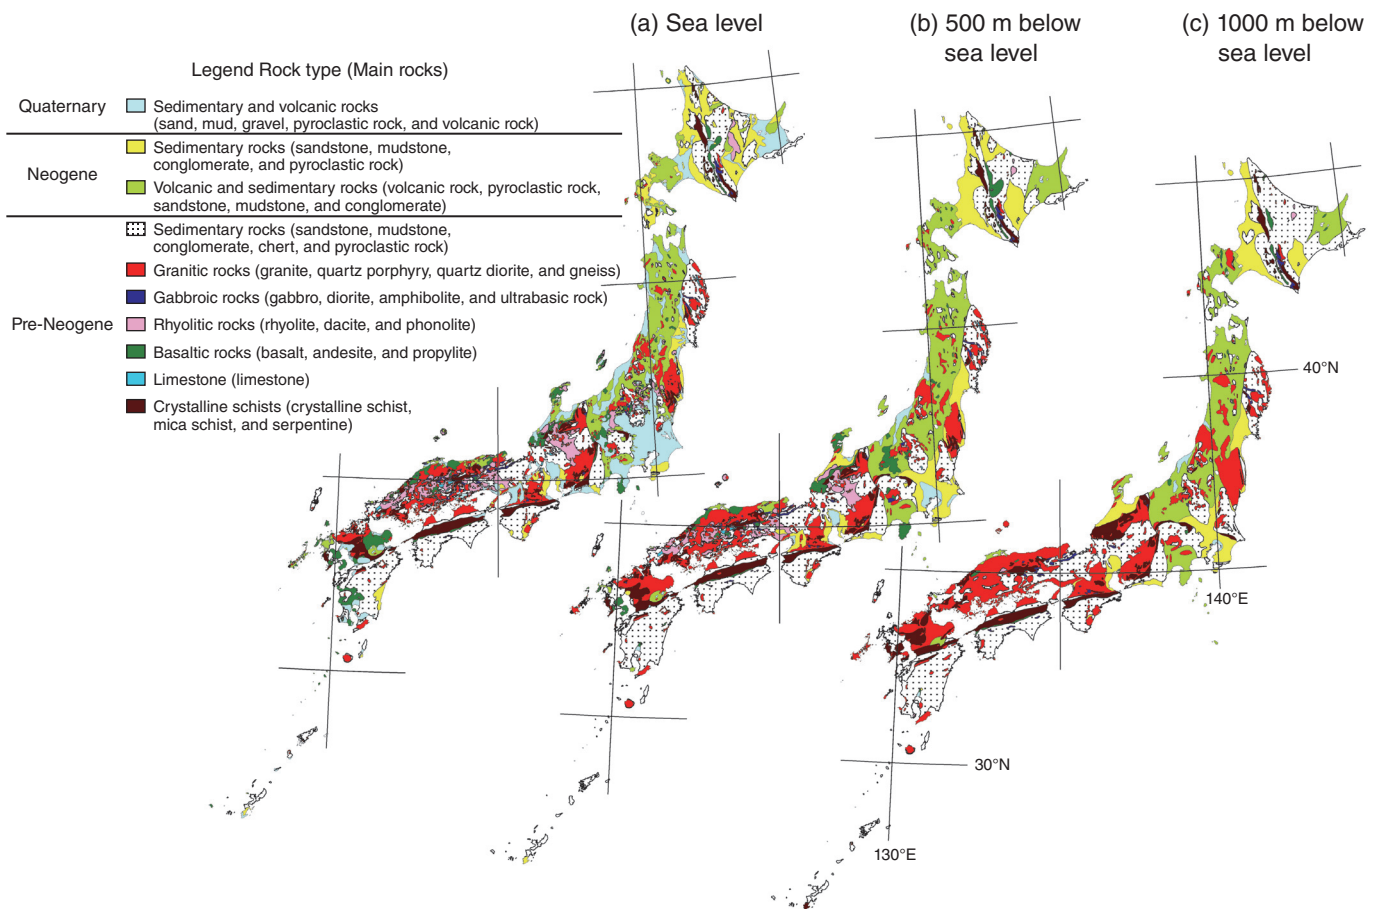 (a) Sea level
(b) 500 m below
sea level
(c) 1000 m below
sea level
Legend Rock type (Main rocks)
Quaternary
Sedimentary and volcanic rocks
(sand, mud, gravel, pyroclastic rock, and volcanic rock)
Neogene
Sedimentary rocks (sandstone, mudstone,
conglomerate, and pyroclastic rock)
Volcanic and sedimentary rocks (volcanic rock, pyroclastic rock,
sandstone, mudstone, and conglomerate)
Pre-Neogene
Sedimentary rocks (sandstone, mudstone,
conglomerate, chert, and pyroclastic rock)
Granitic rocks (granite, quartz porphyry, quartz diorite, and gneiss)
Gabbroic rocks (gabbro, diorite, amphibolite, and ultrabasic rock)
Rhyolitic rocks (rhyolite, dacite, and phonolite)
Basaltic rocks (basalt, andesite, and propylite)
Limestone (limestone)
Crystalline schists (crystalline schist,
mica schist, and serpentine)
40°N
140°E
30°N
130°E